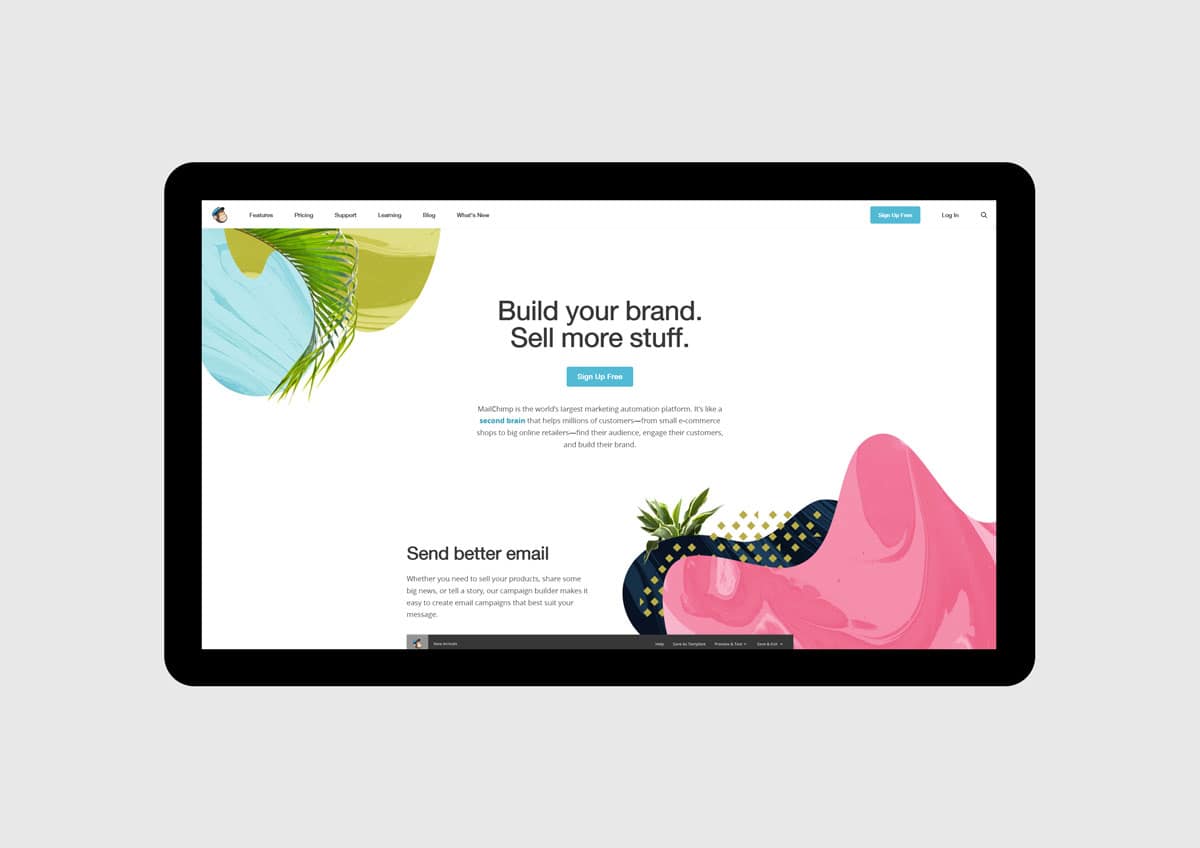 Features Pricing Support Learning Blog What's New Sign Up Free Log In
Build your brand.
Sell more stuff.
Sign Up Free
MailChimp is the world's largest marketing automation platform. It's like a
second brain that helps millions of customers—from small e-commerce
shops to big online retailers—find their audience, engage their customers,
and build their brand.
Send better email
Whether you need to sell your products, share some
big news, or tell a story, our campaign builder makes it
easy to create email campaigns that best suit your
message.
New Arrivals Help Save as Template Preview & Test Save & Exit